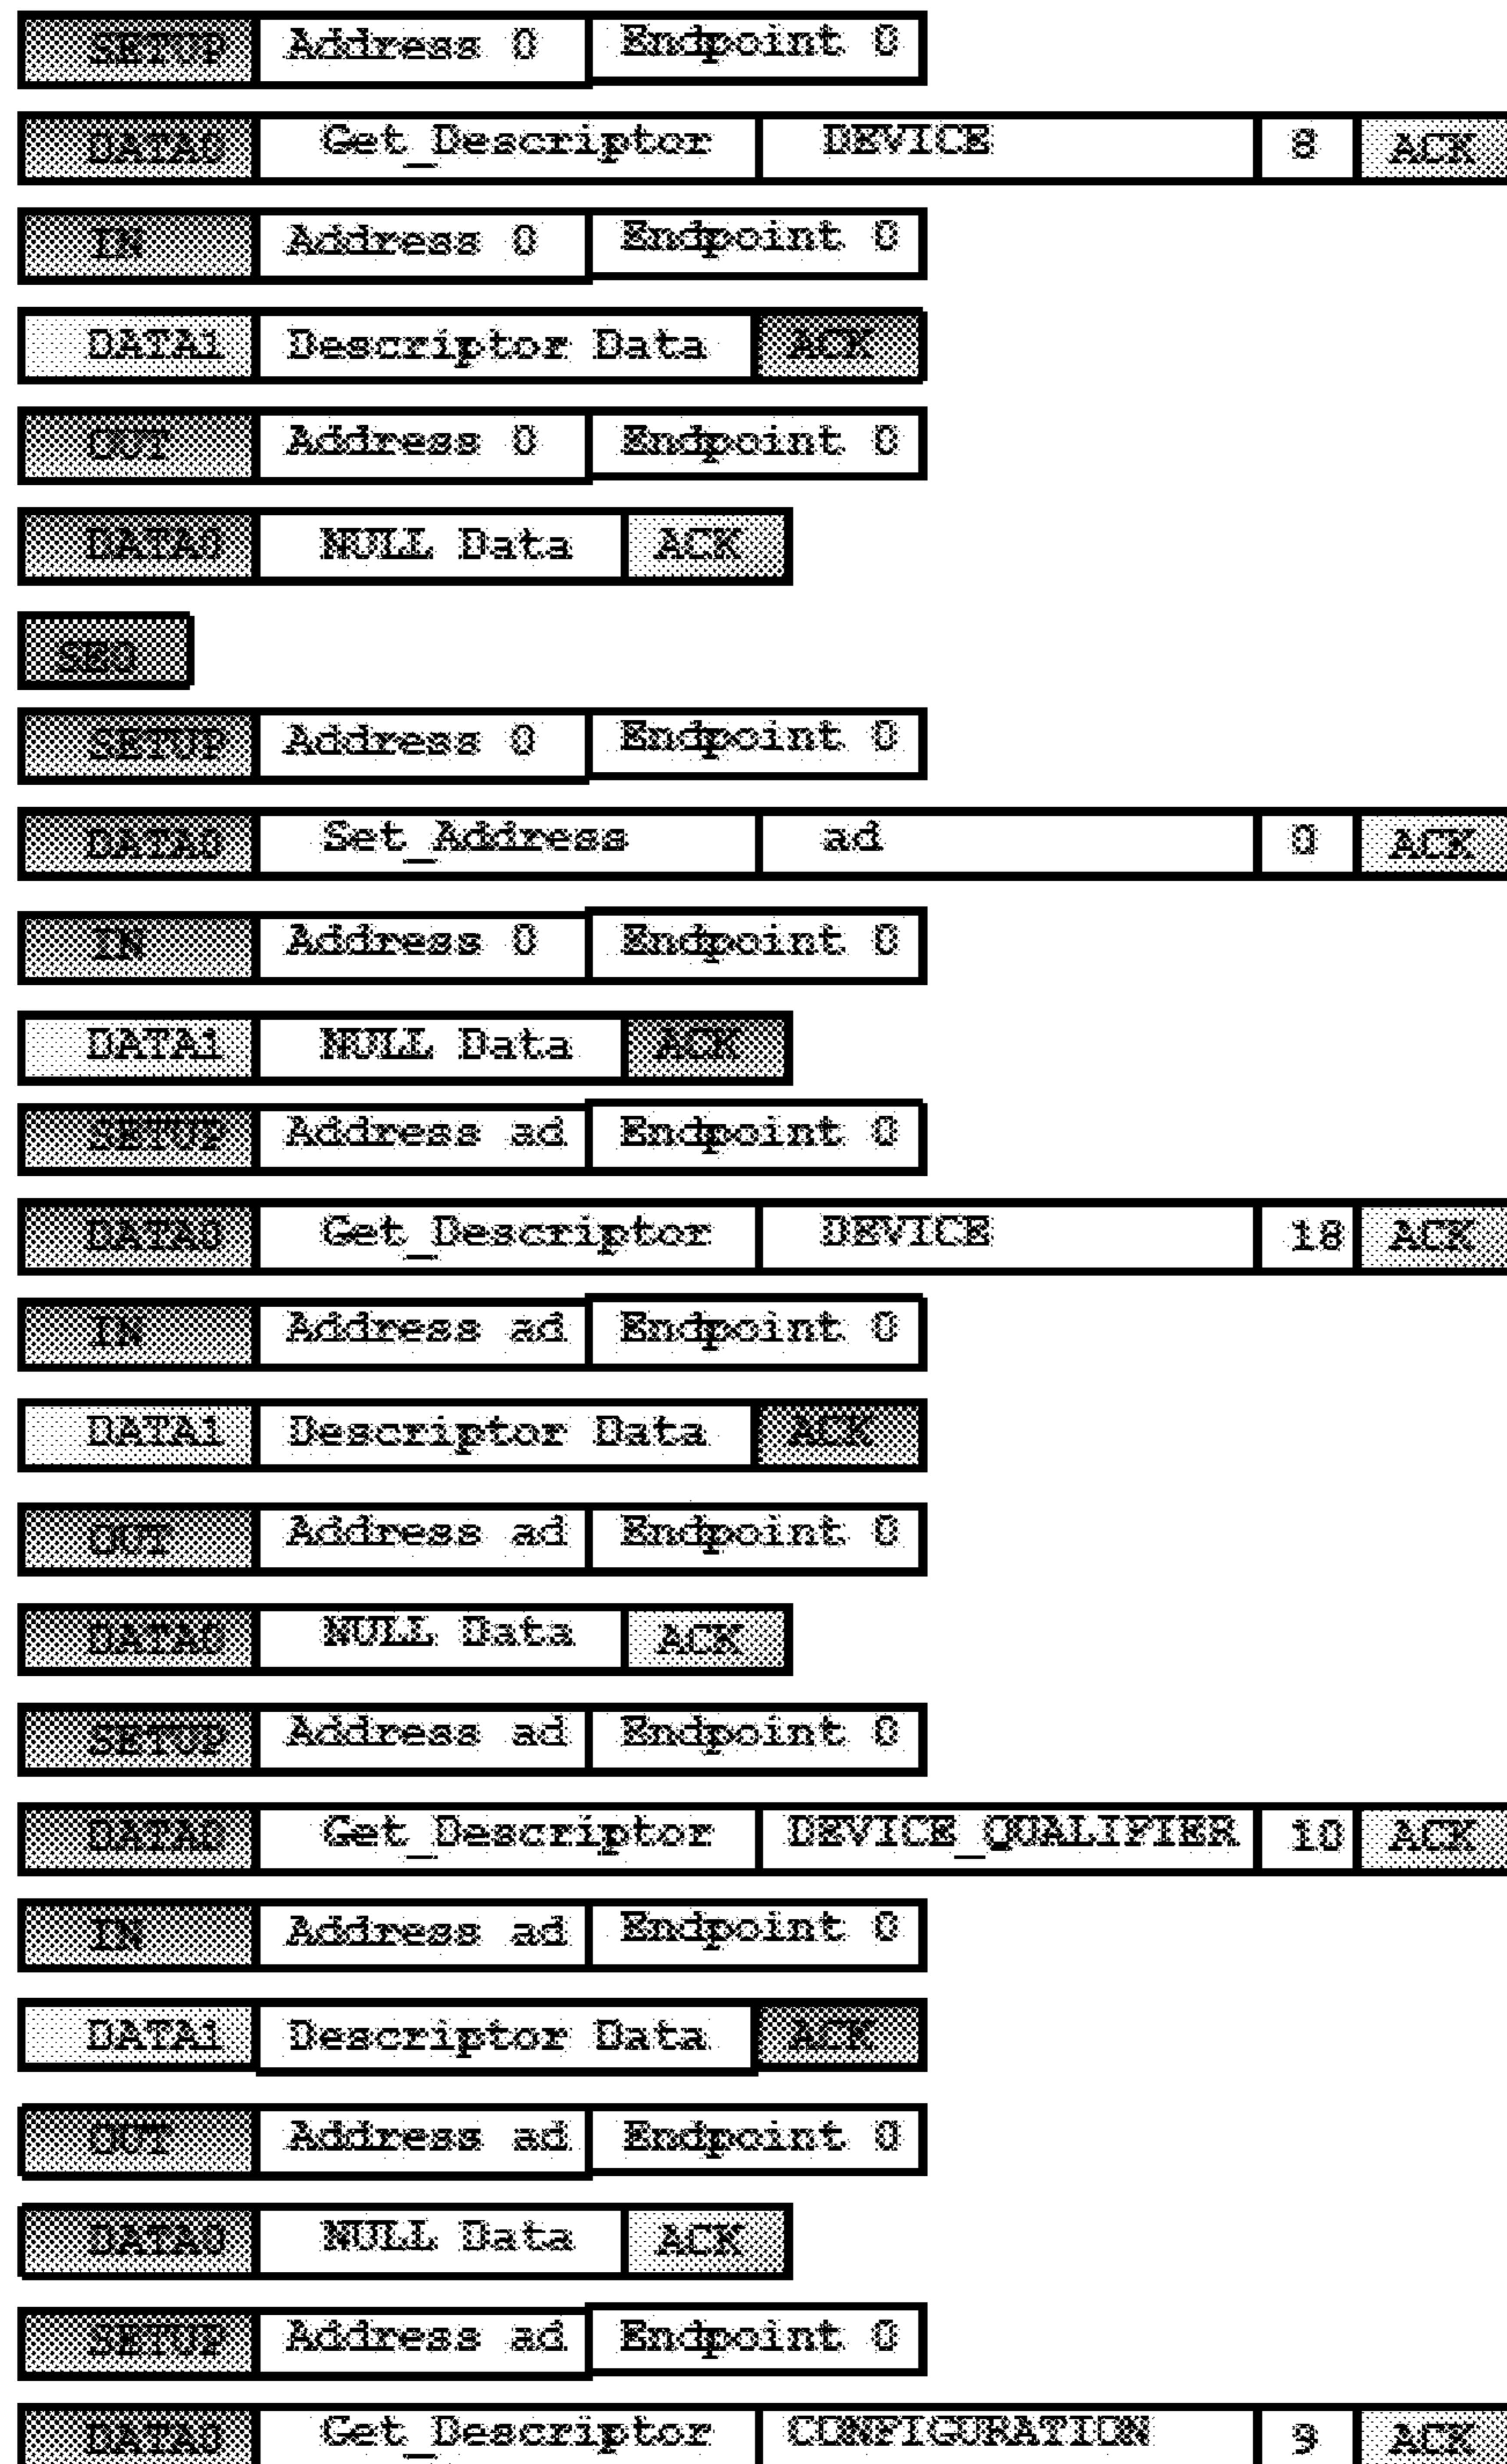 SETUP Address 0 Endpoint 0
DATA0 Get_Descriptor DEVICE 8 ACK
IN Address 0 Endpoint 0
DATA1 Descriptor Data ACK
OUT Address 0 Endpoint 0
DATA0 NULL Data ACK
SE0
SETUP Address 0 Endpoint 0
DATA0 Set_Address ad 0 ACK
IN Address 0 Endpoint 0
DATA1 NULL Data ACK
SETUP Address ad Endpoint 0
DATA0 Get_Descriptor DEVICE 18 ACK
IN Address ad Endpoint 0
DATA1 Descriptor Data ACK
OUT Address ad Endpoint 0
DATA0 NULL Data ACK
SETUP Address ad Endpoint 0
DATA0 Get_Descriptor DEVICE_QUALIFIER 10 ACK
IN Address ad Endpoint 0
DATA1 Descriptor Data ACK
OUT Address ad Endpoint 0
DATA0 NULL Data ACK
SETUP Address ad Endpoint 0
DATA0 Get_Descriptor CONFIGURATION 9 ACK